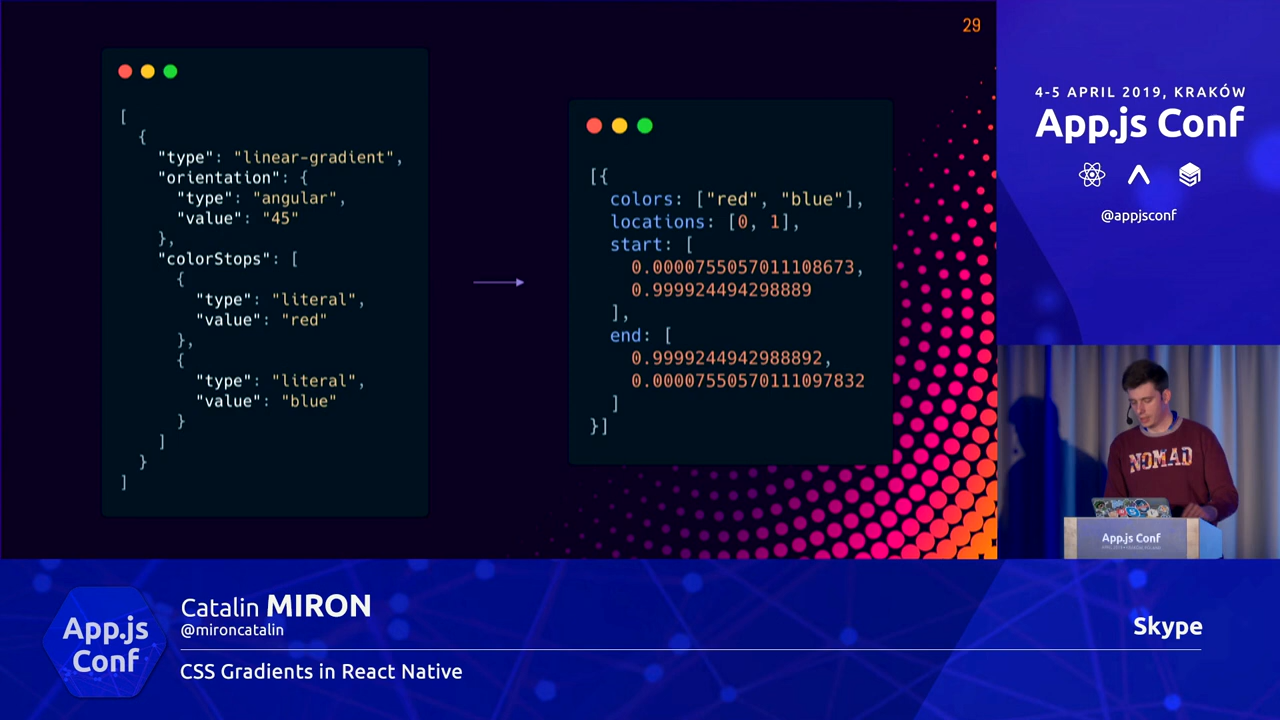 29
[
{
"type": "linear-gradient",
"orientation": {
"type": "angular",
"value": "45"
},
"colorStops": [
{
"type": "literal",
"value": "red"
},
{
"type": "literal",
"value": "blue"
}
]
}
]
[{
colors: ["red", "blue"],
locations: [0, 1],
start: [
0.0000755057011108673,
0.999924494298889
],
end: [
0.9999244942988892,
0.00007550570111097832
]
}]
4-5 APRIL 2019, KRAKÓW
App.js Conf
@appjsconf
NOMAD
App.js Conf
App.js
Conf
Catalin MIRON
@mironcatalin
CSS Gradients in React Native
Skype